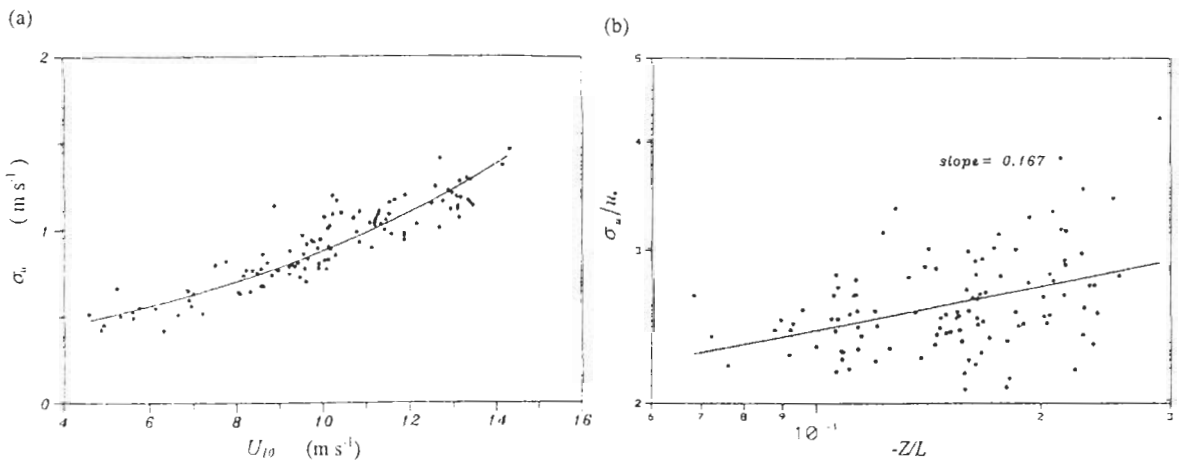 (a)
(b)
2
1
0
σᵤ (m s⁻¹)
4 6 8 10 12 14 16
U₁₀ (m s⁻¹)
5
4
3
2
σᵤ/u*
slope= 0.167
6 7 8 9 10⁻¹ 2 3
-Z/L